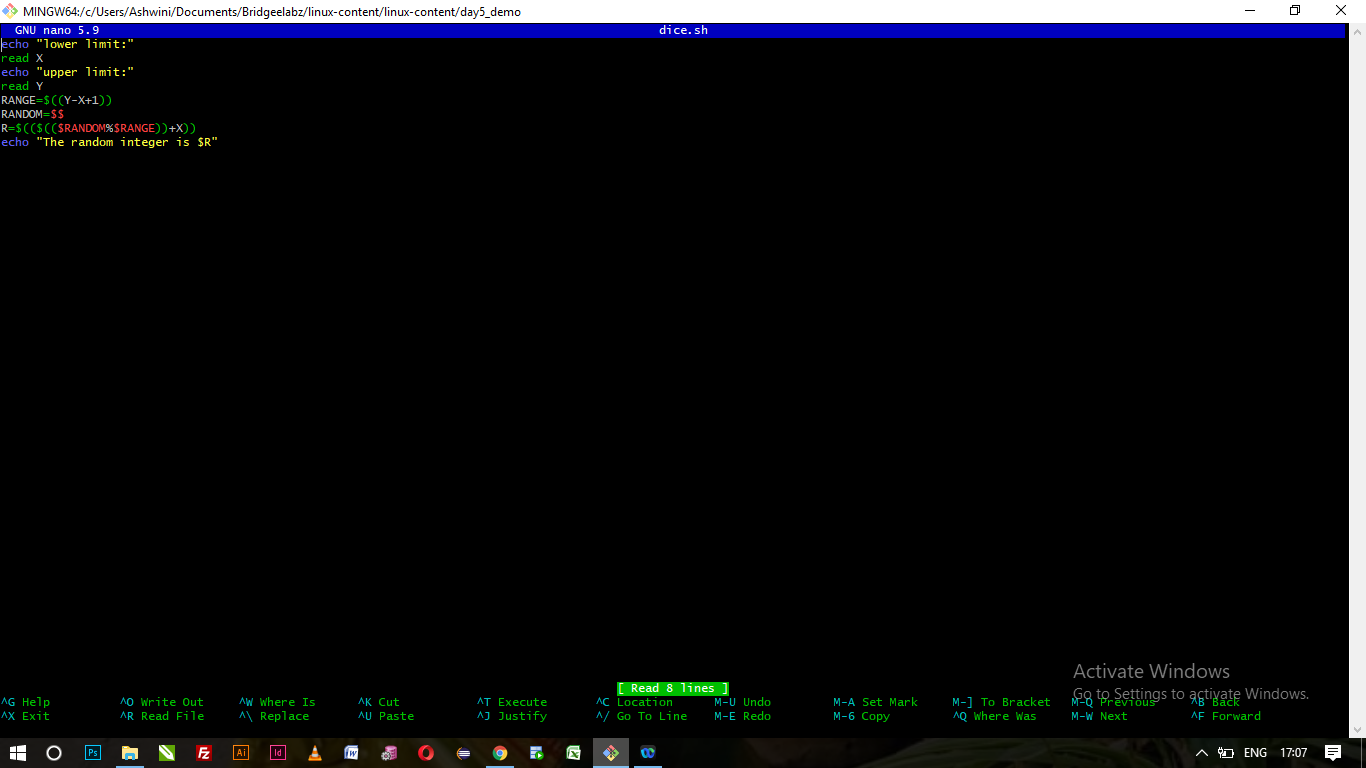 MINGW64:/c/Users/Ashwini/Documents/Bridgeelabz/linux-content/linux-content/day5_demo
GNU nano 5.9 dice.sh
echo "lower limit:"
read X
echo "upper limit:"
read Y
RANGE=$((Y-X+1))
RANDOM=$$
R=$(($(($RANDOM%$RANGE))+X))
echo "The random integer is $R"
Activate Windows
Go to Settings to activate Windows.
[ Read 8 lines ]
^G Help ^O Write Out ^W Where Is ^K Cut ^T Execute ^C Location M-U Undo M-A Set Mark M-] To Bracket M-Q Previous ^B Back
^X Exit ^R Read File ^\ Replace ^U Paste ^J Justify ^/ Go To Line M-E Redo M-6 Copy ^Q Where Was M-W Next ^F Forward
Ps Fz Ai Id W X ENG 17:07